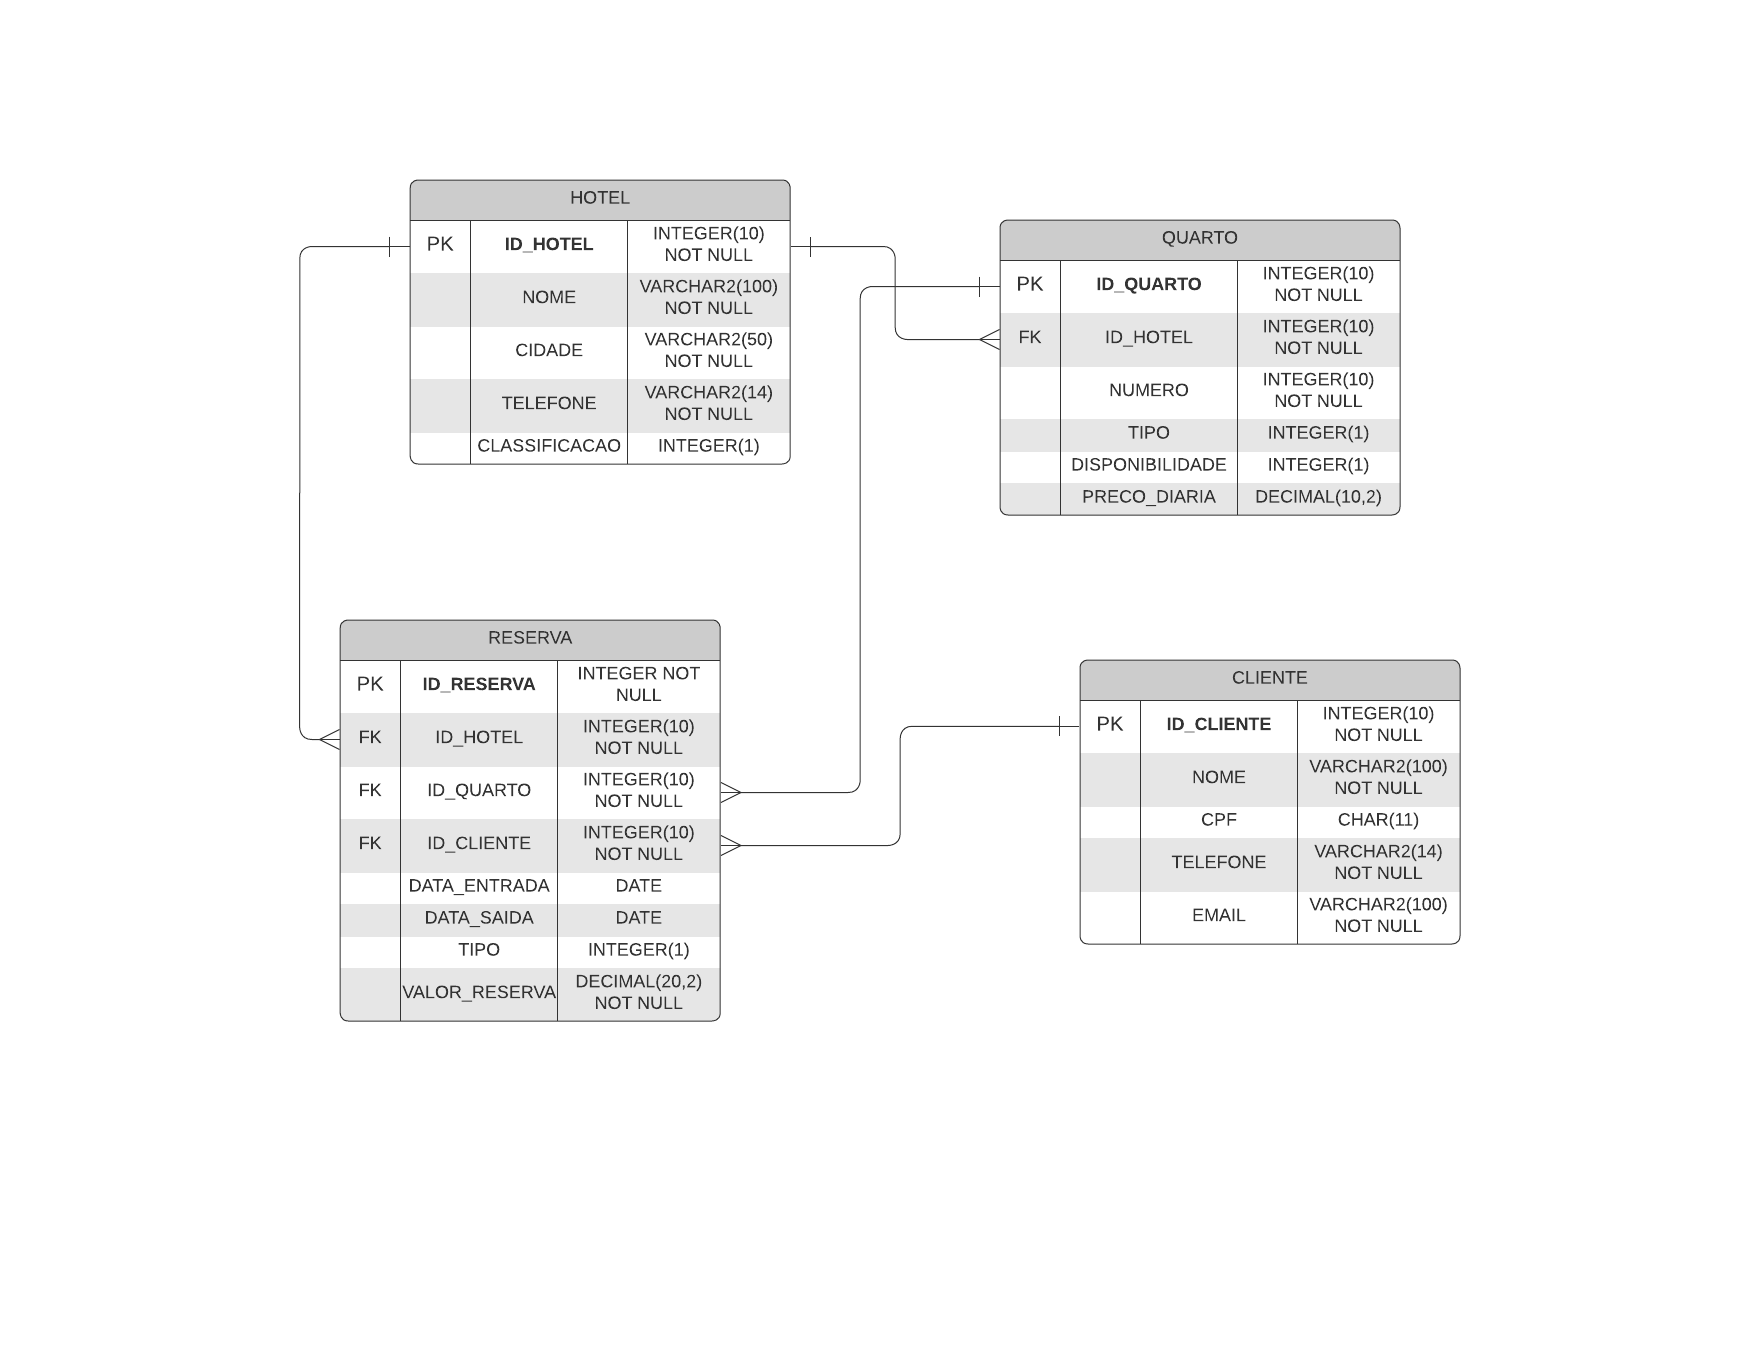 HOTEL
PK ID_HOTEL INTEGER(10)
NOT NULL
NOME VARCHAR2(100)
NOT NULL
CIDADE VARCHAR2(50)
NOT NULL
TELEFONE VARCHAR2(14)
NOT NULL
CLASSIFICACAO INTEGER(1)
QUARTO
PK ID_QUARTO INTEGER(10)
NOT NULL
FK ID_HOTEL INTEGER(10)
NOT NULL
NUMERO INTEGER(10)
NOT NULL
TIPO INTEGER(1)
DISPONIBILIDADE INTEGER(1)
PRECO_DIARIA DECIMAL(10,2)
RESERVA
PK ID_RESERVA INTEGER NOT
NULL
FK ID_HOTEL INTEGER(10)
NOT NULL
FK ID_QUARTO INTEGER(10)
NOT NULL
FK ID_CLIENTE INTEGER(10)
NOT NULL
DATA_ENTRADA DATE
DATA_SAIDA DATE
TIPO INTEGER(1)
VALOR_RESERVA DECIMAL(20,2)
NOT NULL
CLIENTE
PK ID_CLIENTE INTEGER(10)
NOT NULL
NOME VARCHAR2(100)
NOT NULL
CPF CHAR(11)
TELEFONE VARCHAR2(14)
NOT NULL
EMAIL VARCHAR2(100)
NOT NULL